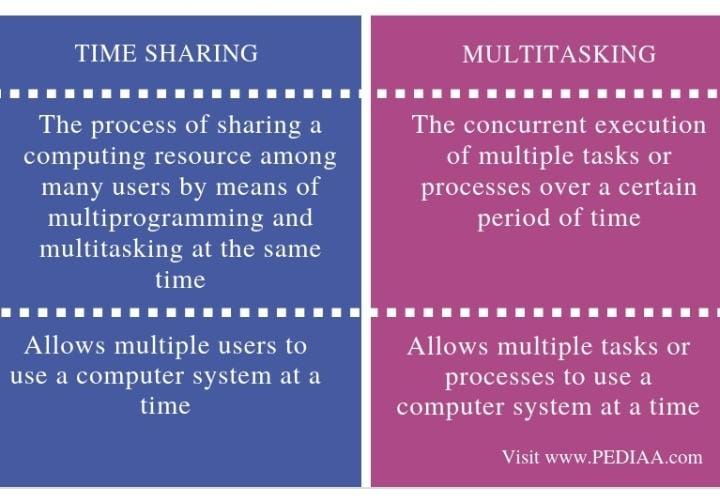 TIME SHARING
MULTITASKING
The process of sharing a
computing resource among
many users by means of
multiprogramming and
multitasking at the same
time
The concurrent execution
of multiple tasks or
processes over a certain
period of time
Allows multiple users to
use a computer system at a
time
Allows multiple tasks or
processes to use a
computer system at a time
Visit www.PEDIAA.com